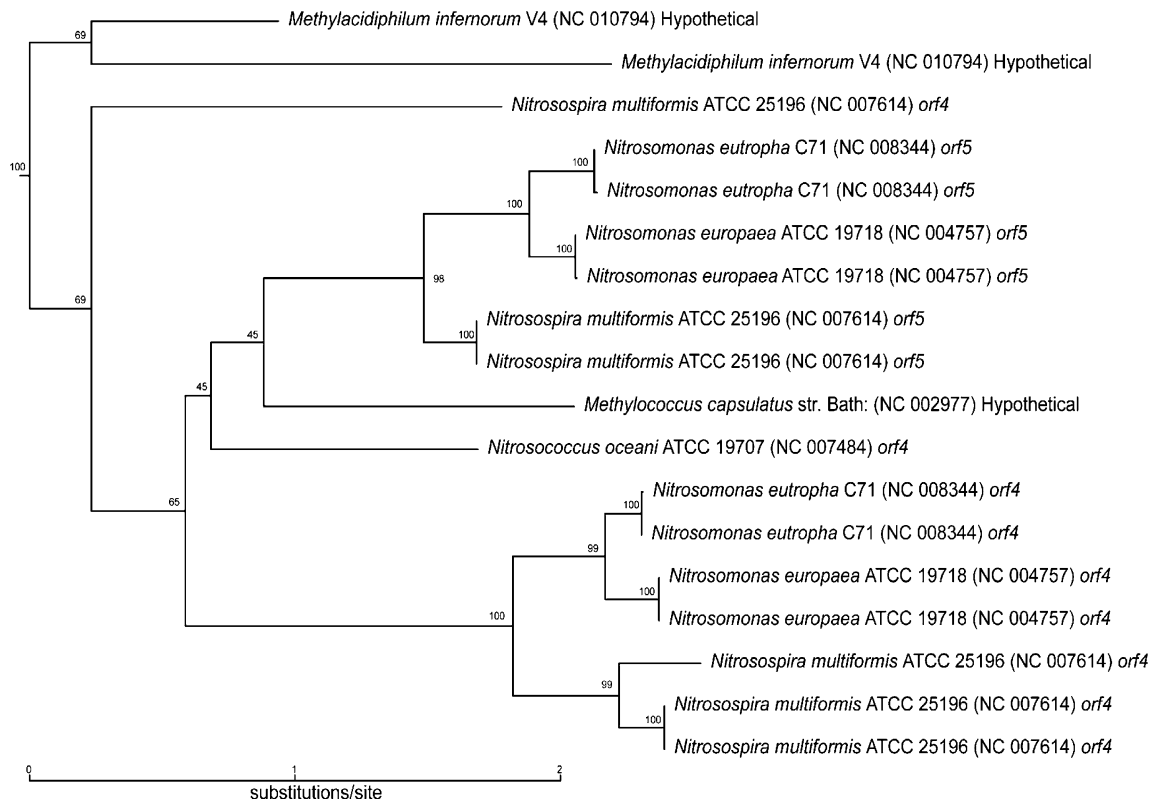 Methylacidiphilum infernorum V4 (NC 010794) Hypothetical
69
Methylacidiphilum infernorum V4 (NC 010794) Hypothetical
Nitrosospira multiformis ATCC 25196 (NC 007614) orf4
Nitrosomonas eutropha C71 (NC 008344) orf5
100
100
Nitrosomonas eutropha C71 (NC 008344) orf5
100
Nitrosomonas europaea ATCC 19718 (NC 004757) orf5
100
Nitrosomonas europaea ATCC 19718 (NC 004757) orf5
98
69
Nitrosospira multiformis ATCC 25196 (NC 007614) orf5
45
100
Nitrosospira multiformis ATCC 25196 (NC 007614) orf5
45
Methylococcus capsulatus str. Bath: (NC 002977) Hypothetical
Nitrosococcus oceani ATCC 19707 (NC 007484) orf4
Nitrosomonas eutropha C71 (NC 008344) orf4
65
100
Nitrosomonas eutropha C71 (NC 008344) orf4
99
Nitrosomonas europaea ATCC 19718 (NC 004757) orf4
100
Nitrosomonas europaea ATCC 19718 (NC 004757) orf4
100
Nitrosospira multiformis ATCC 25196 (NC 007614) orf4
99
Nitrosospira multiformis ATCC 25196 (NC 007614) orf4
100
Nitrosospira multiformis ATCC 25196 (NC 007614) orf4
0 1 2
substitutions/site